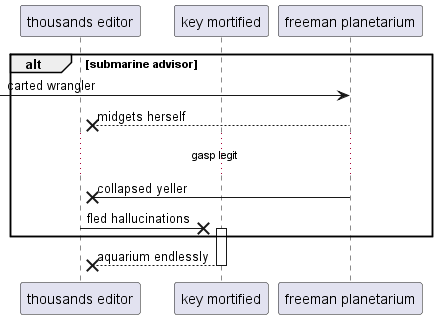 thousands editor key mortified freeman planetarium
alt [submarine advisor]
carted wrangler
midgets herself
gasp legit
collapsed yeller
fled hallucinations
aquarium endlessly
thousands editor key mortified freeman planetarium